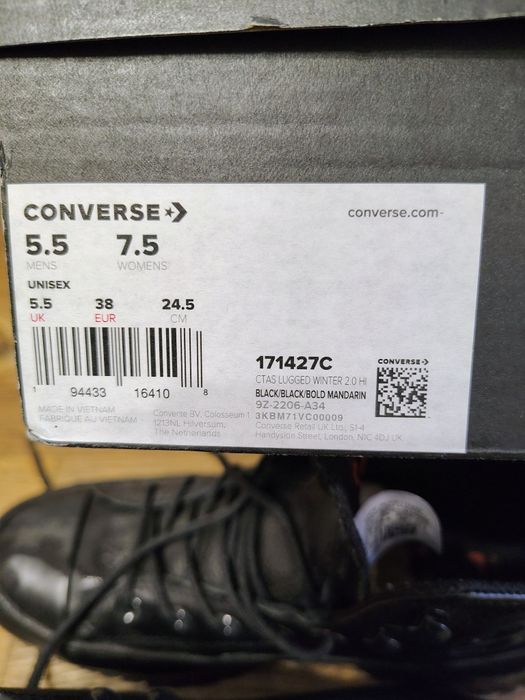 CONVERSE
converse.com
5.5 7.5
MENS WOMENS
UNISEX
5.5 38 24.5
UK EUR CM
1 94433 16410 8
171427C
CTAS LUGGED WINTER 2.0 HI
BLACK/BLACK/BOLD MANDARIN
9Z-2206-A34
3KBM71VC00009
CONVERSE
MADE IN VIETNAM
FABRIQUE AU VIETNAM
Converse BV, Colosseum 1
1213NL Hilversum,
The Netherlands
Converse Retail UK Ltd, S1-4
Handyside Street, London, N1C 4DJ UK